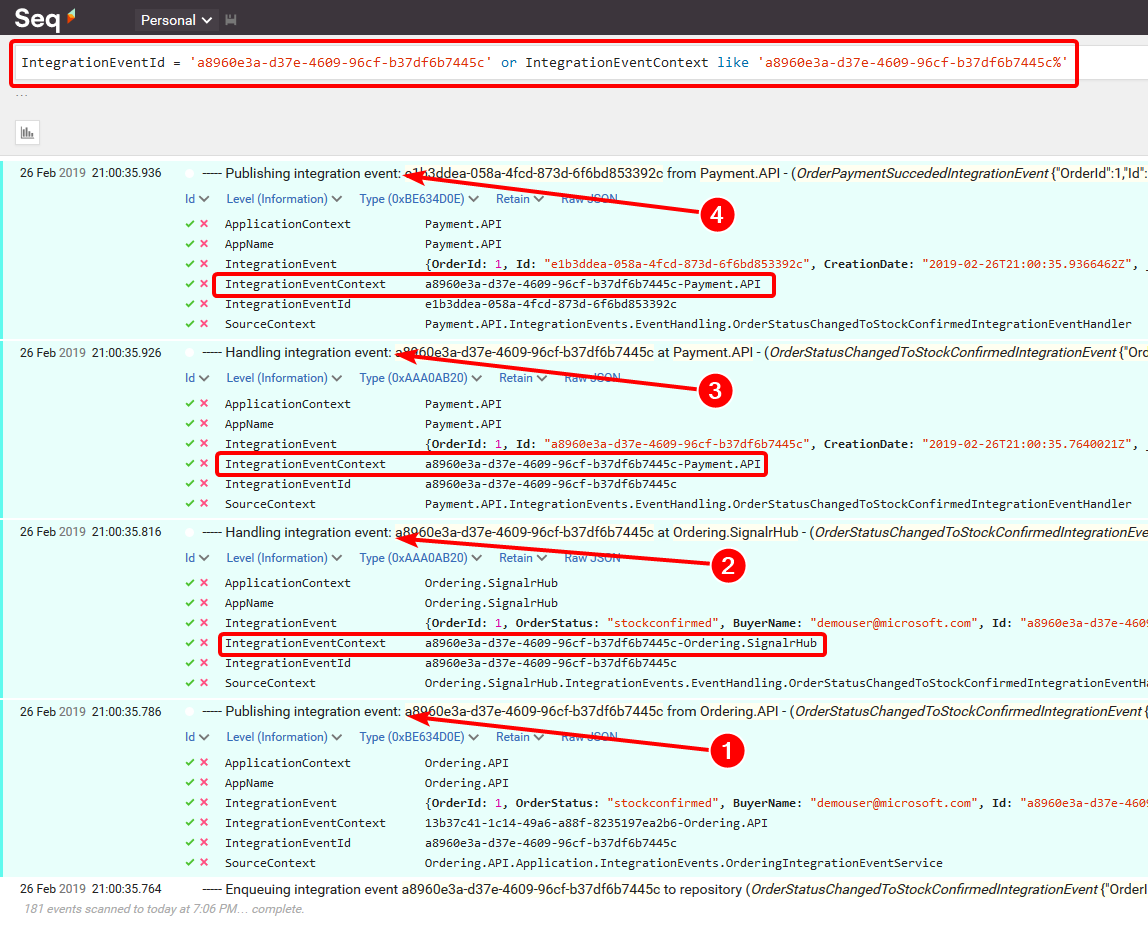 Seq
Personal
IntegrationEventId = 'a8960e3a-d37e-4609-96cf-b37df6b7445c' or IntegrationEventContext like 'a8960e3a-d37e-4609-96cf-b37df6b7445c%'
...
26 Feb 2019 21:00:35.936 ----- Publishing integration event: e1b3ddea-058a-4fcd-873d-6f6bd853392c from Payment.API - (OrderPaymentSuccededIntegrationEvent {"OrderId":1,"Id":
Id Level (Information) Type (0xBE634D0E) Retain Raw JSON
4
ApplicationContext Payment.API
AppName Payment.API
IntegrationEvent {OrderId: 1, Id: "e1b3ddea-058a-4fcd-873d-6f6bd853392c", CreationDate: "2019-02-26T21:00:35.9366462Z", _
IntegrationEventContext a8960e3a-d37e-4609-96cf-b37df6b7445c-Payment.API
IntegrationEventId e1b3ddea-058a-4fcd-873d-6f6bd853392c
SourceContext Payment.API.IntegrationEvents.EventHandling.OrderStatusChangedToStockConfirmedIntegrationEventHandler
26 Feb 2019 21:00:35.926 ----- Handling integration event: a8960e3a-d37e-4609-96cf-b37df6b7445c at Payment.API - (OrderStatusChangedToStockConfirmedIntegrationEvent {"Or
Id Level (Information) Type (0xAAA0AB20) Retain Raw JSON
3
ApplicationContext Payment.API
AppName Payment.API
IntegrationEvent {OrderId: 1, Id: "a8960e3a-d37e-4609-96cf-b37df6b7445c", CreationDate: "2019-02-26T21:00:35.7640021Z", _
IntegrationEventContext a8960e3a-d37e-4609-96cf-b37df6b7445c-Payment.API
IntegrationEventId a8960e3a-d37e-4609-96cf-b37df6b7445c
SourceContext Payment.API.IntegrationEvents.EventHandling.OrderStatusChangedToStockConfirmedIntegrationEventHandler
26 Feb 2019 21:00:35.816 ----- Handling integration event: a8960e3a-d37e-4609-96cf-b37df6b7445c at Ordering.SignalrHub - (OrderStatusChangedToStockConfirmedIntegrationEve
Id Level (Information) Type (0xAAA0AB20) Retain Raw JSON
2
ApplicationContext Ordering.SignalrHub
AppName Ordering.SignalrHub
IntegrationEvent {OrderId: 1, OrderStatus: "stockconfirmed", BuyerName: "demouser@microsoft.com", Id: "a8960e3a-d37e-4609
IntegrationEventContext a8960e3a-d37e-4609-96cf-b37df6b7445c-Ordering.SignalrHub
IntegrationEventId a8960e3a-d37e-4609-96cf-b37df6b7445c
SourceContext Ordering.SignalrHub.IntegrationEvents.EventHandling.OrderStatusChangedToStockConfirmedIntegrationEventHa
26 Feb 2019 21:00:35.786 ----- Publishing integration event: a8960e3a-d37e-4609-96cf-b37df6b7445c from Ordering.API - (OrderStatusChangedToStockConfirmedIntegrationEvent {
Id Level (Information) Type (0xBE634D0E) Retain Raw JSON
1
ApplicationContext Ordering.API
AppName Ordering.API
IntegrationEvent {OrderId: 1, OrderStatus: "stockconfirmed", BuyerName: "demouser@microsoft.com", Id: "a8960e3a-d37e-4609
IntegrationEventContext 13b37c41-1c14-49a6-a88f-8235197ea2b6-Ordering.API
IntegrationEventId a8960e3a-d37e-4609-96cf-b37df6b7445c
SourceContext Ordering.API.Application.IntegrationEvents.OrderingIntegrationEventService
26 Feb 2019 21:00:35.764 ----- Enqueuing integration event a8960e3a-d37e-4609-96cf-b37df6b7445c to repository (OrderStatusChangedToStockConfirmedIntegrationEvent {"OrderI
181 events scanned to today at 7:06 PM... complete.